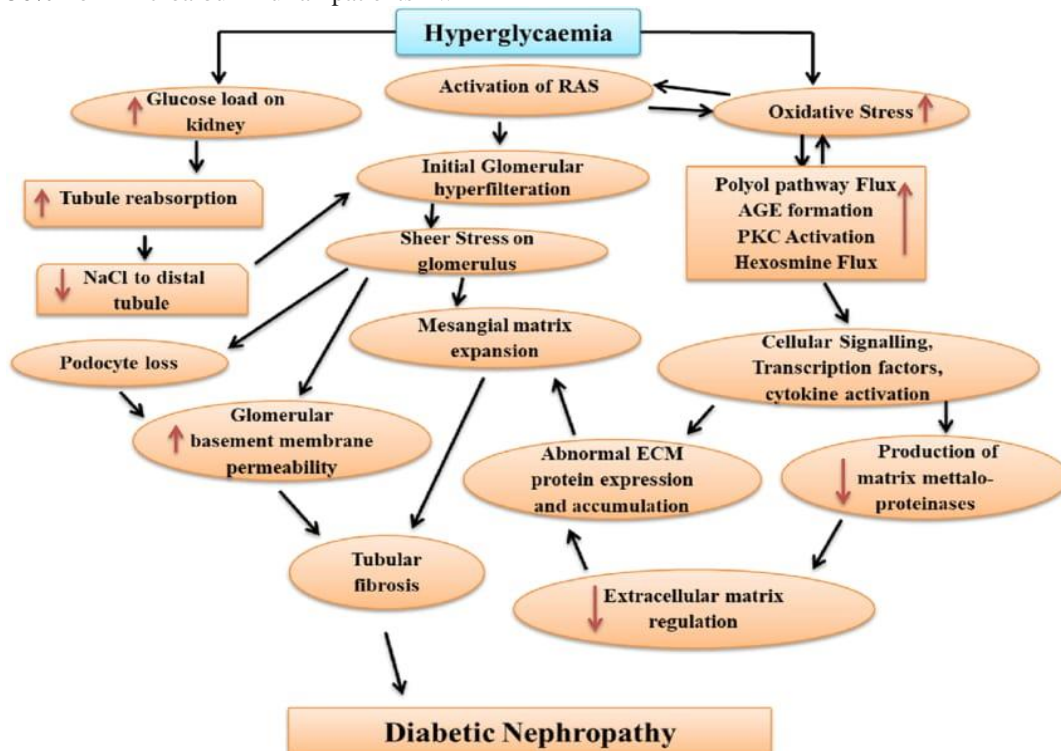 Hyperglycaemia
Glucose load on
kidney
Activation of RAS
Oxidative Stress
Tubule reabsorption
Initial Glomerular
hyperfilteration
Polyol pathway Flux
AGE formation
PKC Activation
Hexosmine Flux
NaCl to distal
tubule
Sheer Stress on
glomerulus
Mesangial matrix
expansion
Podocyte loss
Cellular Signalling,
Transcription factors,
cytokine activation
Glomerular
basement membrane
permeability
Abnormal ECM
protein expression
and accumulation
Production of
matrix mettalo-
proteinases
Tubular
fibrosis
Extracellular matrix
regulation
Diabetic Nephropathy